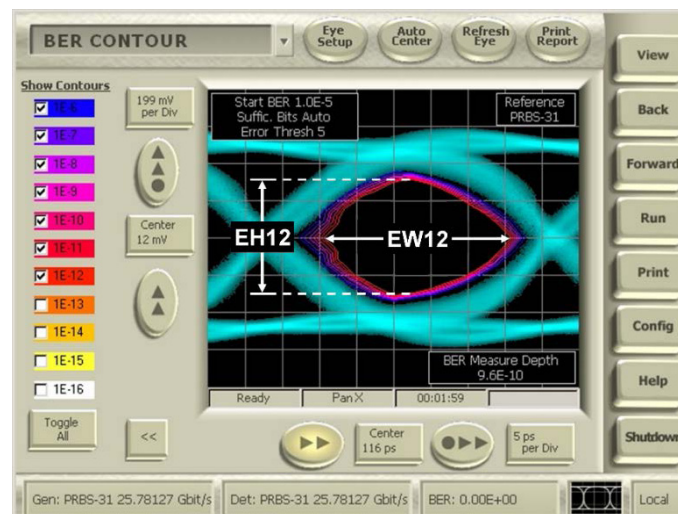 BER CONTOUR
Eye Setup
Auto Center
Refresh Eye
Print Report
View
Back
Forward
Run
Print
Config
Help
Shutdown
Show Contours
1E-6
1E-7
1E-8
1E-9
1E-10
1E-11
1E-12
1E-13
1E-14
1E-15
1E-16
Toggle All
199 mV per Div
Center 12 mV
<<
Start BER 1.0E-5
Suffic. Bits Auto
Error Thresh 5
Reference
PRBS-31
EH12
EW12
BER Measure Depth
9.6E-10
Ready
Pan X
00:01:59
Center 116 ps
5 ps per Div
Gen: PRBS-31 25.78127 Gbit/s
Det: PRBS-31 25.78127 Gbit/s
BER: 0.00E+00
Local